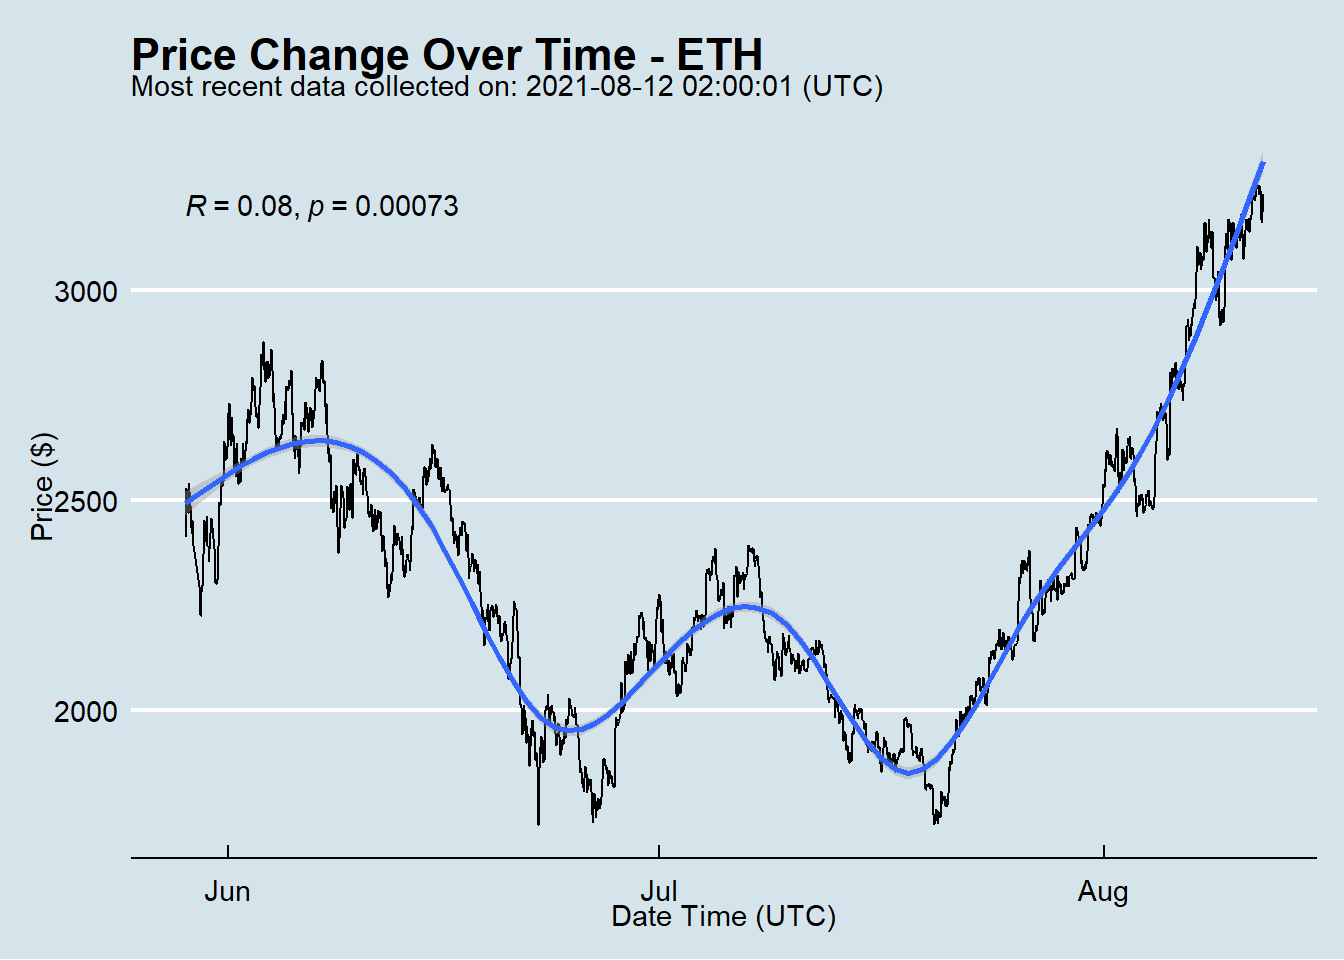 Price Change Over Time - ETH
Most recent data collected on: 2021-08-12 02:00:01 (UTC)
R = 0.08, p = 0.00073
3000
2500
2000
Price ($)
Jun
Jul
Aug
Date Time (UTC)